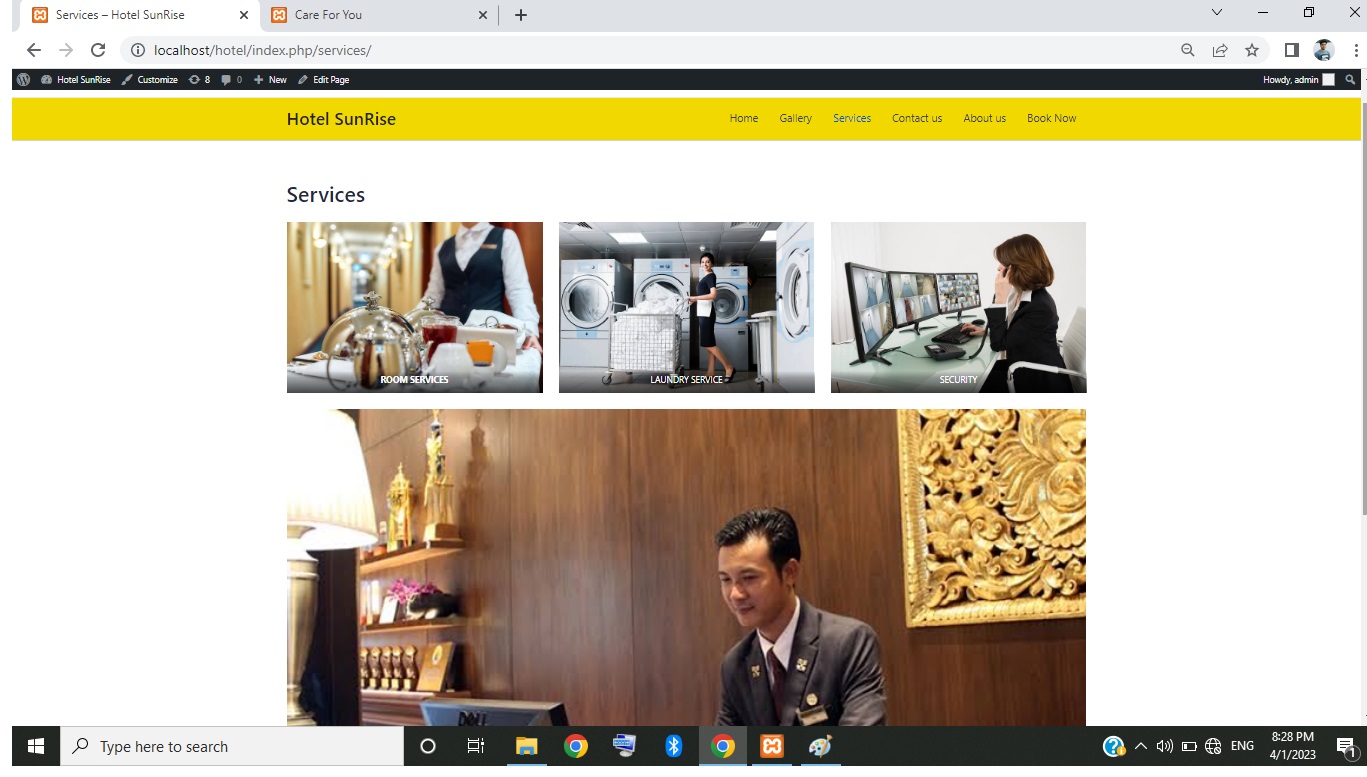 Services – Hotel SunRise
Care For You
localhost/hotel/index.php/services/
Hotel SunRise Customize 8 0 New Edit Page Howdy, admin
Hotel SunRise Home Gallery Services Contact us About us Book Now
Services
ROOM SERVICES LAUNDRY SERVICE SECURITY
DELL
Type here to search ENG 8:28 PM
4/1/2023
1